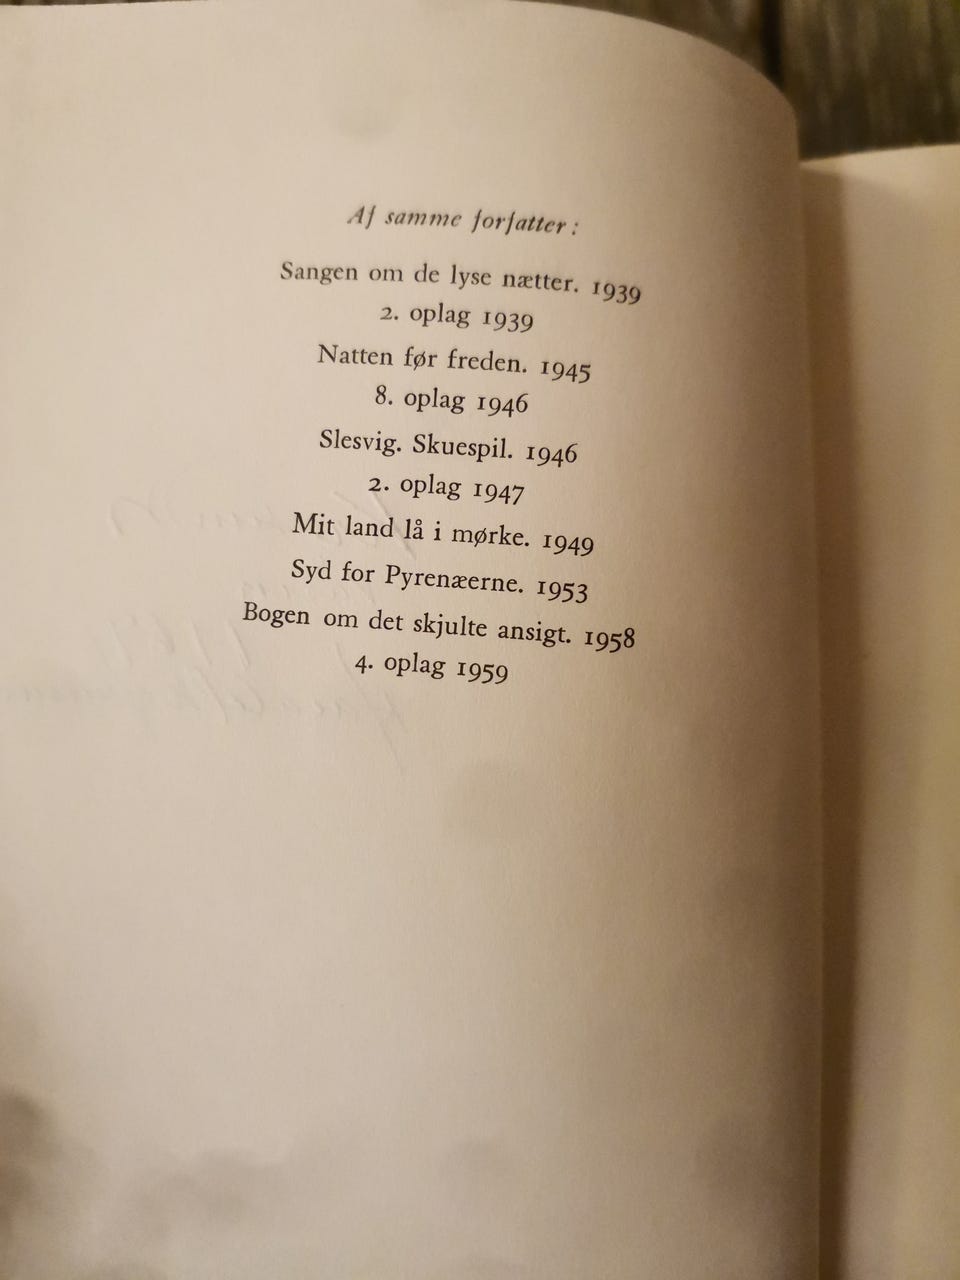 Af samme forfatter:
Sangen om de lyse nætter. 1939
2. oplag 1939
Natten før freden. 1945
8. oplag 1946
Slesvig. Skuespil. 1946
2. oplag 1947
Mit land lå i mørke. 1949
Syd for Pyrenæerne. 1953
Bogen om det skjulte ansigt. 1958
4. oplag 1959